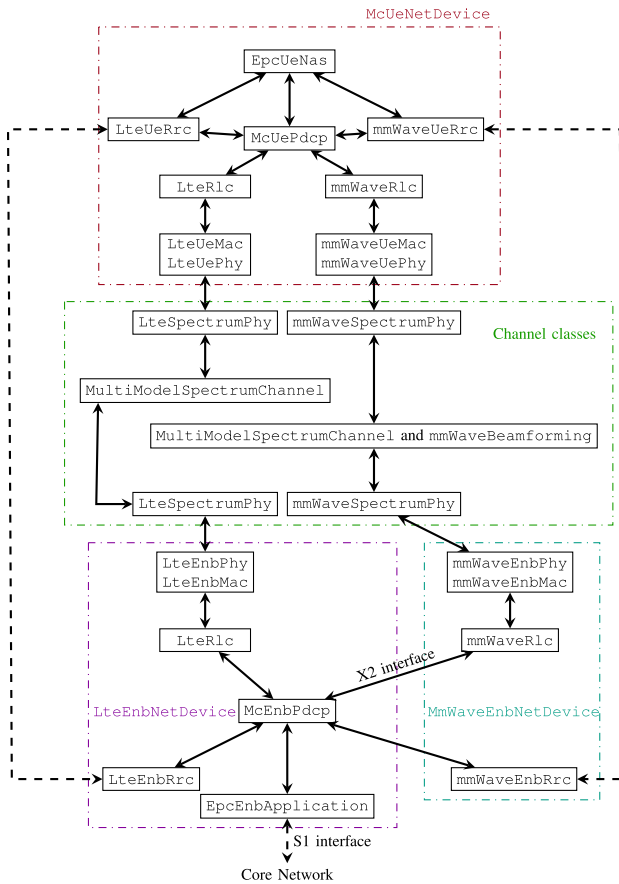 McUeNetDevice
EpcUeNas
LteUeRrc
McUePdcp
mmWaveUeRrc
LteRlc
mmWaveRlc
LteUeMac
LteUePhy
mmWaveUeMac
mmWaveUePhy
LteSpectrumPhy
mmWaveSpectrumPhy
Channel classes
MultiModelSpectrumChannel
MultiModelSpectrumChannel and mmWaveBeamforming
LteSpectrumPhy
mmWaveSpectrumPhy
LteEnbPhy
LteEnbMac
mmWaveEnbPhy
mmWaveEnbMac
LteRlc
mmWaveRlc
X2 interface
LteEnbNetDevice
McEnbPdcp
MmWaveEnbNetDevice
LteEnbRrc
mmWaveEnbRrc
EpcEnbApplication
S1 interface
Core Network